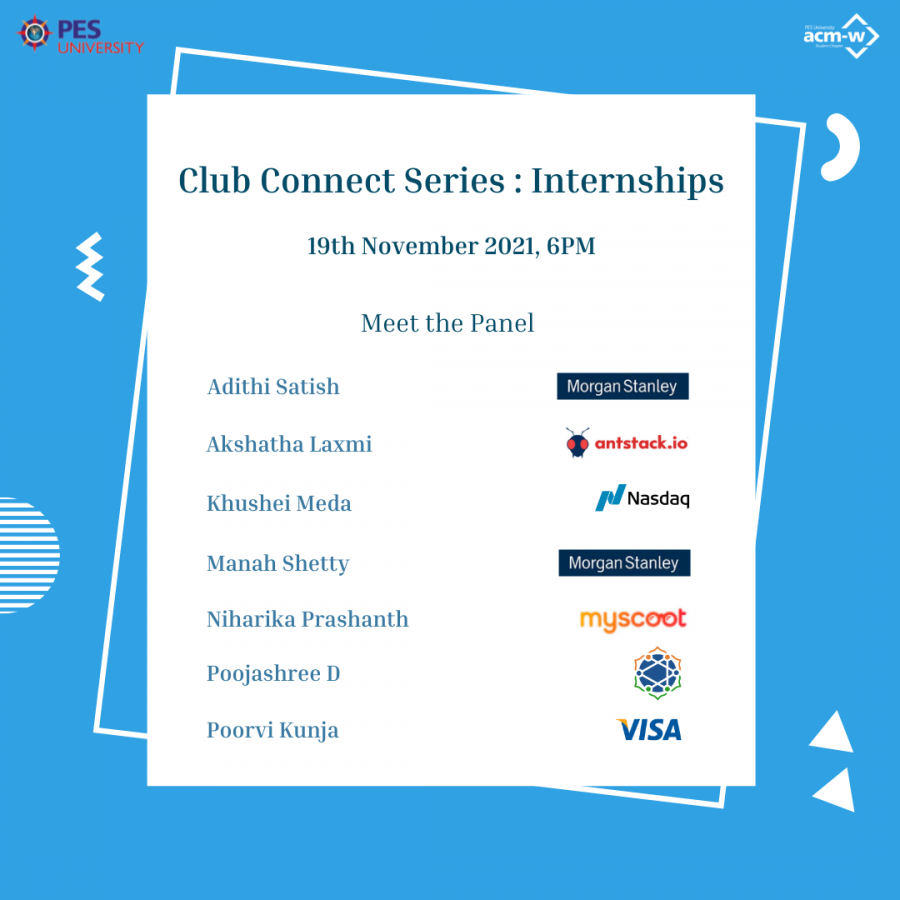 PES
UNIVERSITY
PES University
acm-w
Student Chapter
Club Connect Series : Internships
19th November 2021, 6PM
Meet the Panel
Adithi Satish
Morgan Stanley
Akshatha Laxmi
antstack.io
Khushei Meda
Nasdaq
Manah Shetty
Morgan Stanley
Niharika Prashanth
myscoot
Poojashree D
Poorvi Kunja
VISA